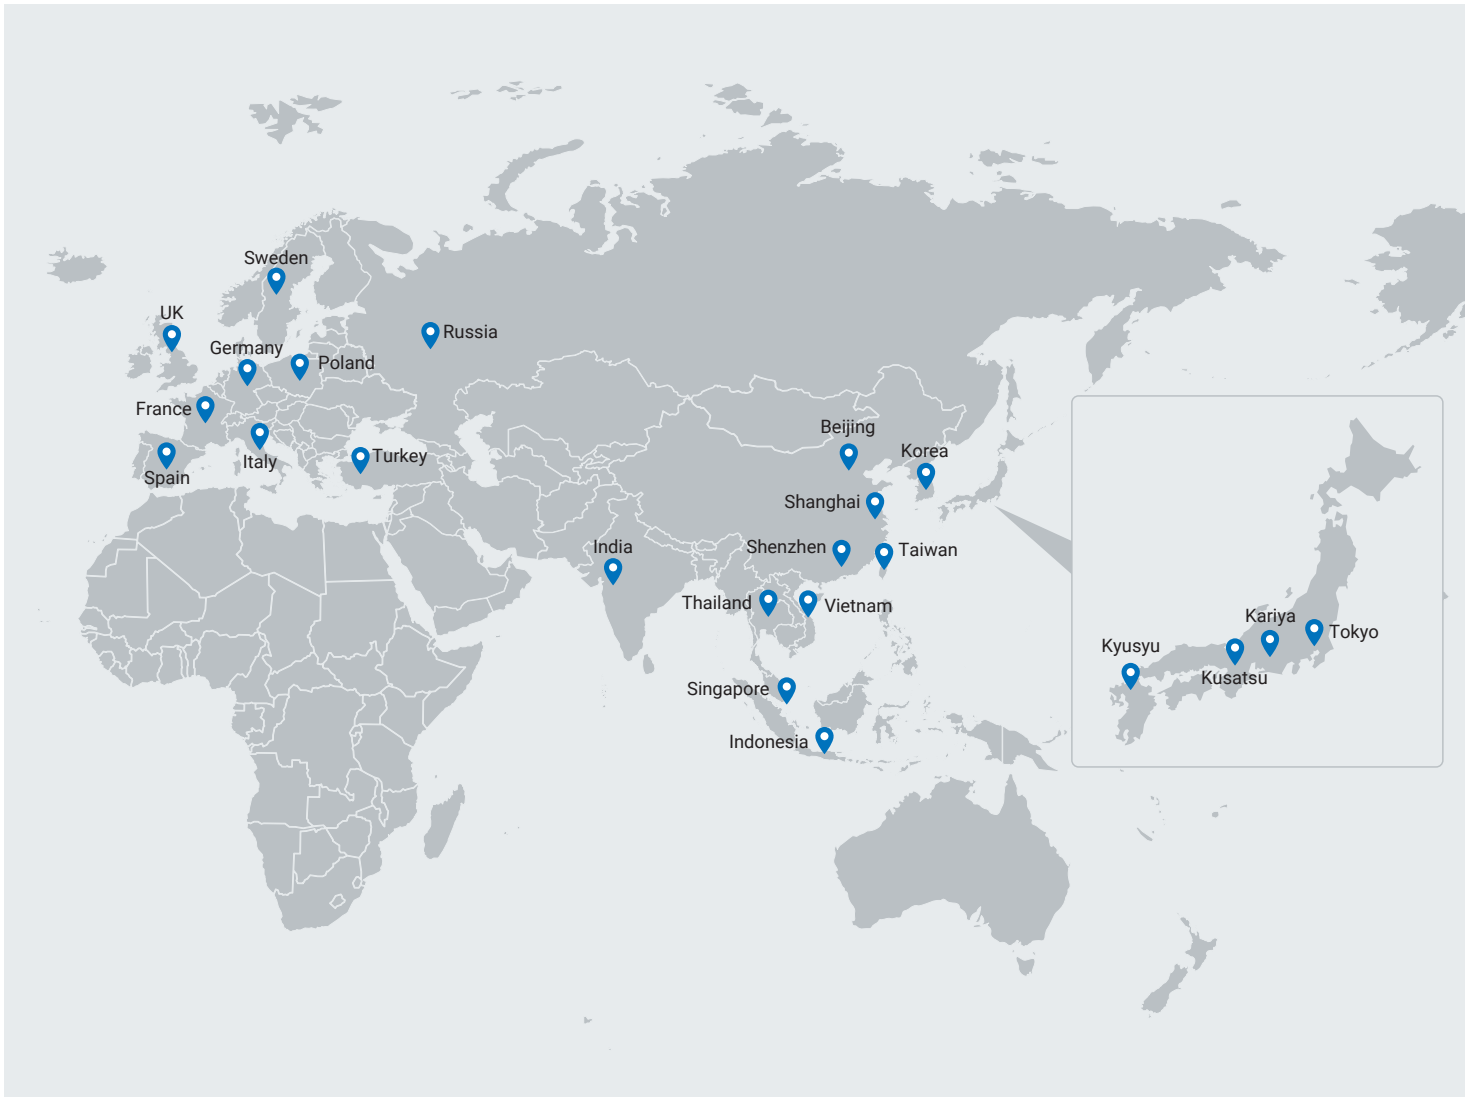 Sweden
UK
Russia
Germany
Poland
France
Italy
Turkey
Spain
Beijing
Korea
Shanghai
Shenzhen
Taiwan
India
Thailand
Vietnam
Singapore
Indonesia
Kariya
Tokyo
Kyusyu
Kusatsu